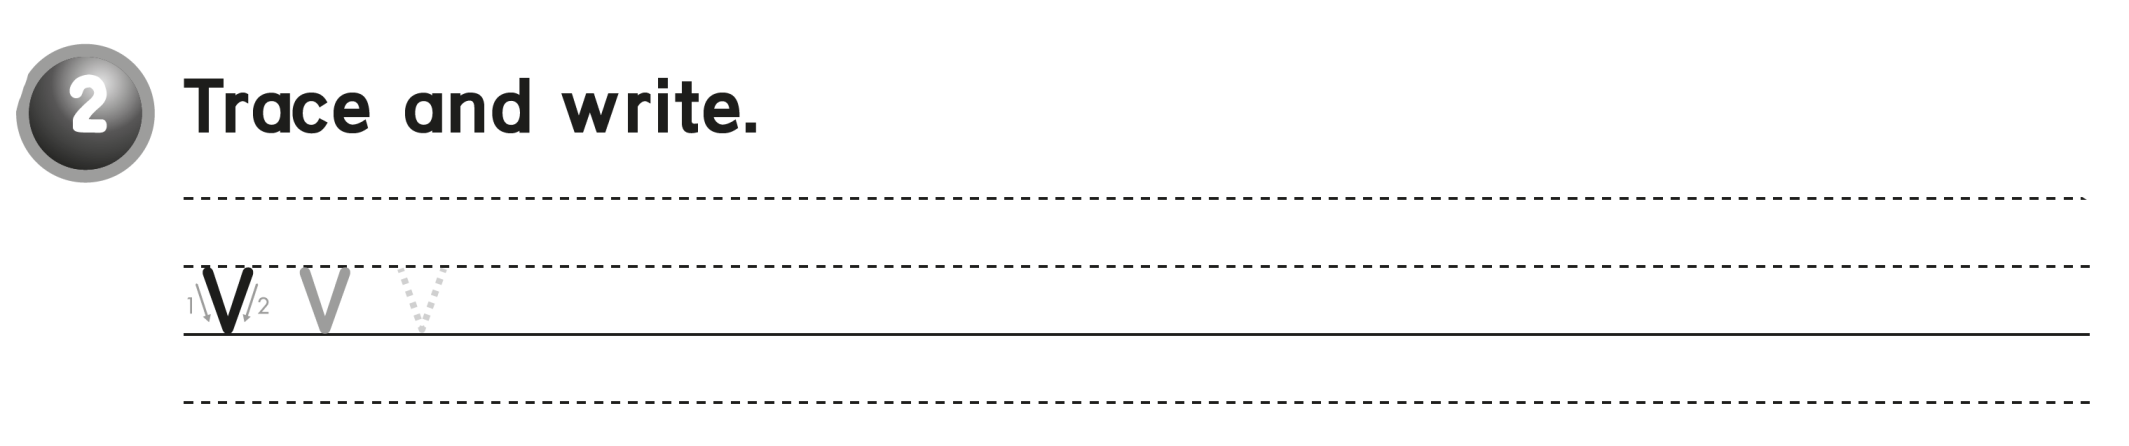 2 Trace and write.
1 v 2 v v